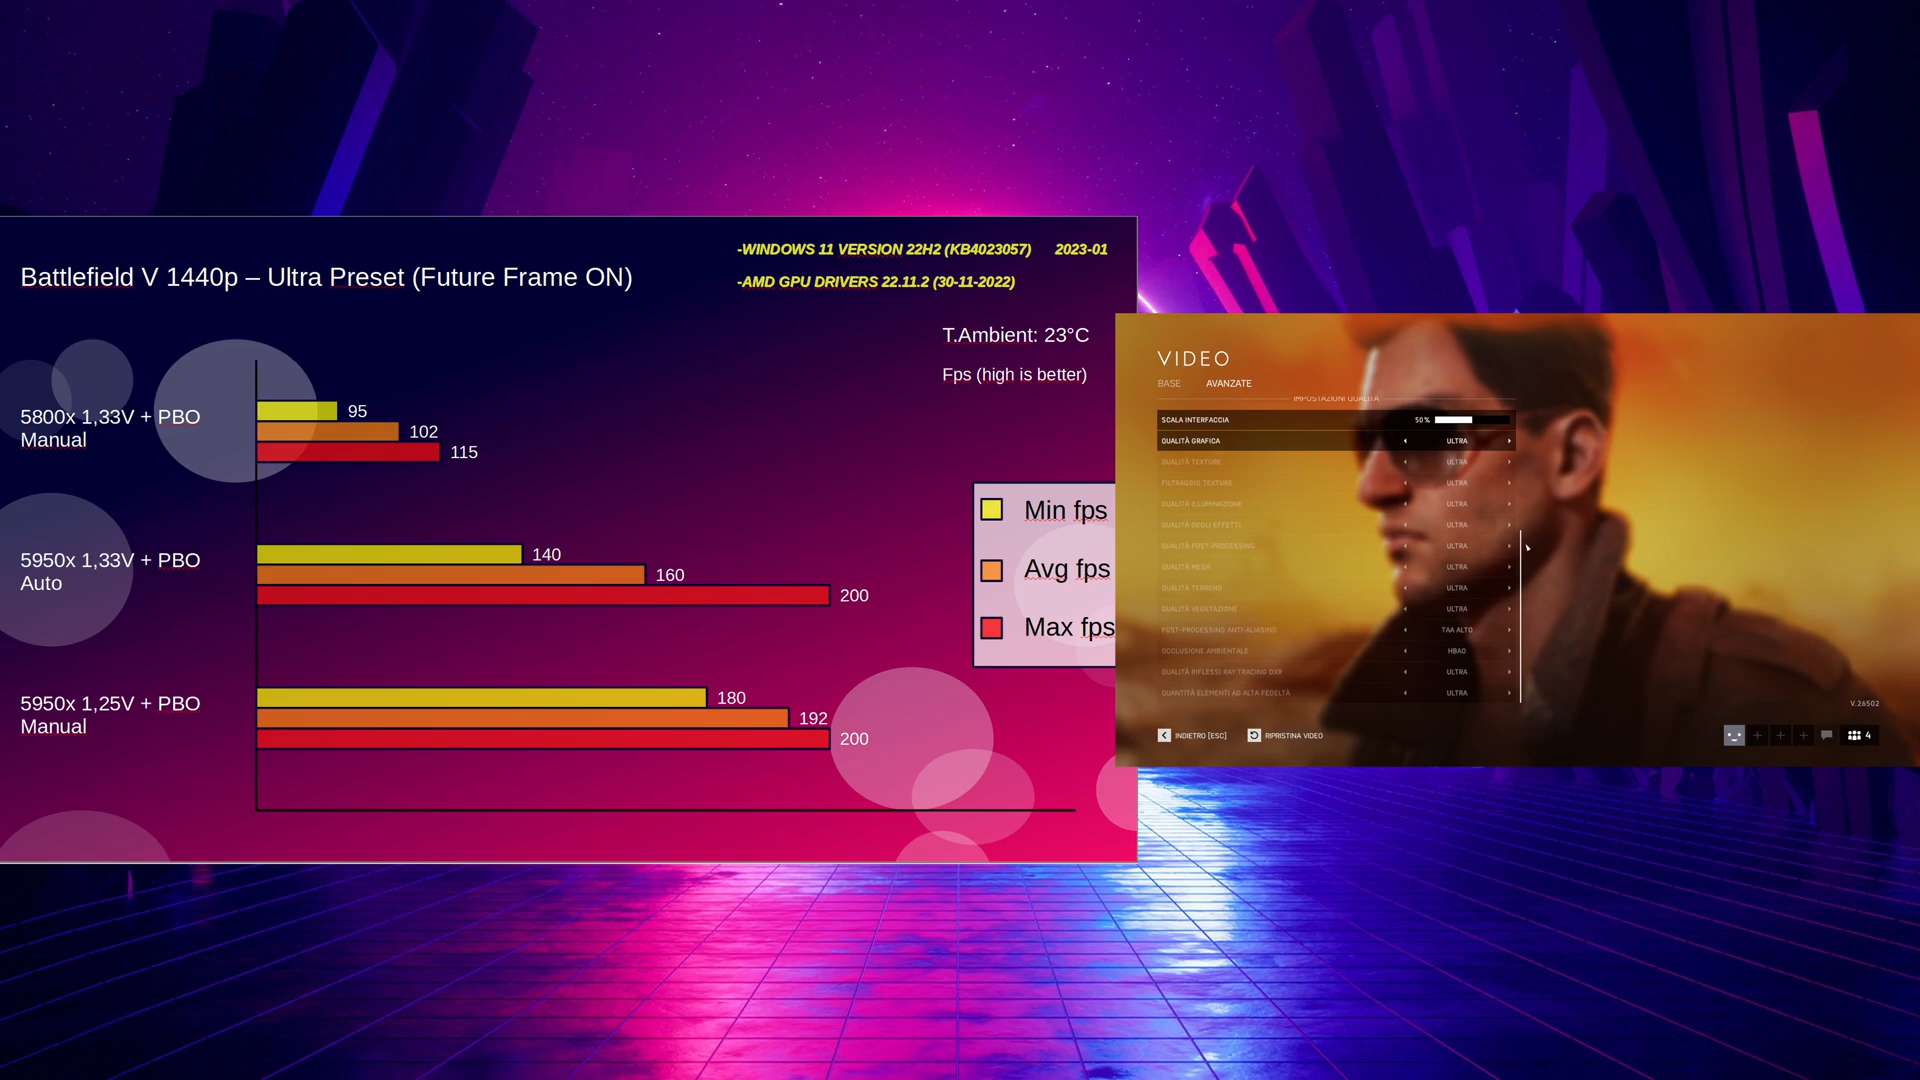 -WINDOWS 11 VERSION 22H2 (KB4023057) 2023-01
Battlefield V 1440p – Ultra Preset (Future Frame ON)
-AMD GPU DRIVERS 22.11.2 (30-11-2022)
T.Ambient: 23°C
Fps (high is better)
5800x 1,33V + PBO
Manual
95
102
115
5950x 1,33V + PBO
Auto
140
160
200
5950x 1,25V + PBO
Manual
180
192
200
Min fps
Avg fps
Max fps
VIDEO
BASE AVANZATE
IMPOSTAZIONI QUALITÀ
SCALA INTERFACCIA 50%
QUALITÀ GRAFICA ULTRA
QUALITÀ TEXTURE ULTRA
FILTRAGGIO TEXTURE ULTRA
QUALITÀ ILLUMINAZIONE ULTRA
QUALITÀ DEGLI EFFETTI ULTRA
QUALITÀ POST-PROCESSING ULTRA
QUALITÀ MESH ULTRA
QUALITÀ TERRENO ULTRA
QUALITÀ VEGETAZIONE ULTRA
POST-PROCESSING ANTI-ALIASING TAA ALTO
OCCLUSIONE AMBIENTALE HBAO
QUALITÀ RIFLESSI RAY TRACING DXR ULTRA
QUANTITÀ ELEMENTI AD ALTA FEDELTÀ ULTRA
V.26502
INDIETRO [ESC] RIPRISTINA VIDEO
4